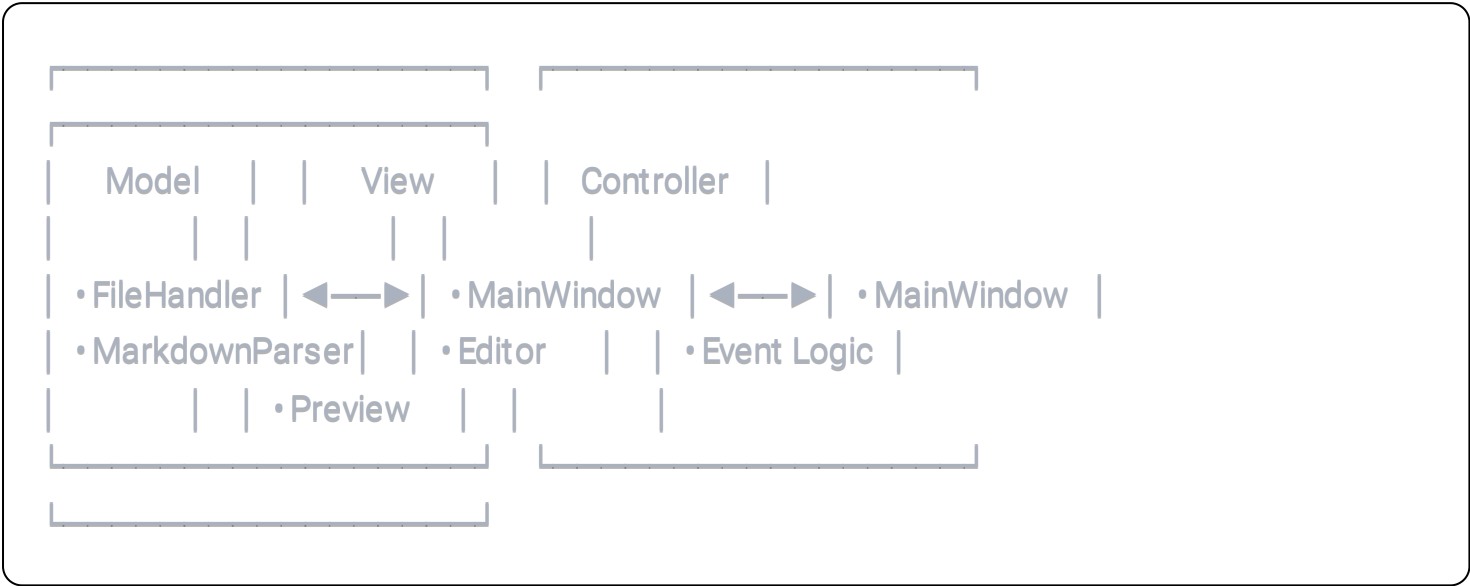 ┌─────────────────┐  ┌─────────────────┐
┌─────────────────┐
│   Model   │  │   View   │  │  Controller  │
│           │  │           │  │           │
│ • FileHandler │◄──►│ • MainWindow │◄──►│ • MainWindow │
│ • MarkdownParser│  │ • Editor   │  │ • Event Logic │
│           │  │ • Preview   │  │           │
└─────────────────┘  └─────────────────┘
└─────────────────┘